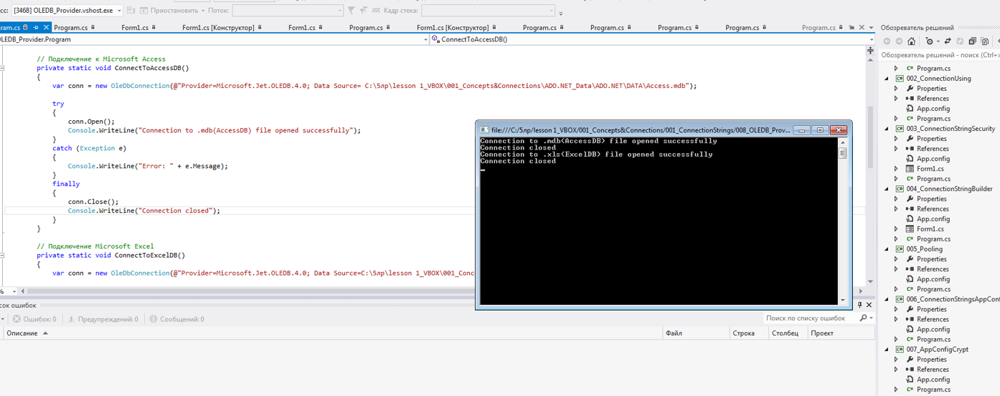 сс: [3468] OLEDB_Provider.vshost.exe Приостановить Поток: Кадр стека:
ram.cs Program.cs Form1.cs Form1.cs [Конструктор] Form1.cs Program.cs Form1.cs [Конструктор] Program.cs Program.cs Program.cs Program.cs Program.cs
OLEDB_Provider.Program ConnectToAccessDB()
// Подключение к Microsoft Access
private static void ConnectToAccessDB()
{
var conn = new OleDbConnection(@"Provider=Microsoft.Jet.OLEDB.4.0; Data Source= C:\5лр\lesson 1_VBOX\001_Concepts&Connections\ADO.NET_Data\ADO.NET\DATA\Access.mdb");
try
{
conn.Open();
Console.WriteLine("Connection to .mdb(AccessDB) file opened successfully");
}
catch (Exception e)
{
Console.WriteLine("Error: " + e.Message);
}
finally
{
conn.Close();
Console.WriteLine("Connection closed");
}
}
// Подключение Microsoft Excel
private static void ConnectToExcelDB()
{
var conn = new OleDbConnection(@"Provider=Microsoft.Jet.OLEDB.4.0; Data Source=C:\5лр\lesson 1_VBOX\001_Conc
%
file:///C:/5лр/lesson 1_VBOX/001_Concepts&Connections/001_ConnectionStrings/008_OLEDB_Prov...
Connection to .mdb(AccessDB) file opened successfully
Connection closed
Connection to .xls(ExcelDB) file opened successfully
Connection closed
сок ошибок
Ошибок: 0 Предупреждений: 0 Сообщений: 0 Поиск по списку ошибок
Описание Файл Строка Столбец Проект
Обозреватель решений
Обозреватель решений - поиск (Ctrl+
C# Program.cs
C# 002_ConnectionUsing
Properties
References
App.config
C# Program.cs
C# 003_ConnectionStringSecurity
Properties
References
App.config
Form1.cs
C# Program.cs
C# 004_ConnectionStringBuilder
Properties
References
App.config
Form1.cs
C# Program.cs
C# 005_Pooling
Properties
References
App.config
C# Program.cs
C# 006_ConnectionStringsAppConf
Properties
References
App.config
C# Program.cs
C# 007_AppConfigCrypt
Properties
References
App.config
C# Program.cs